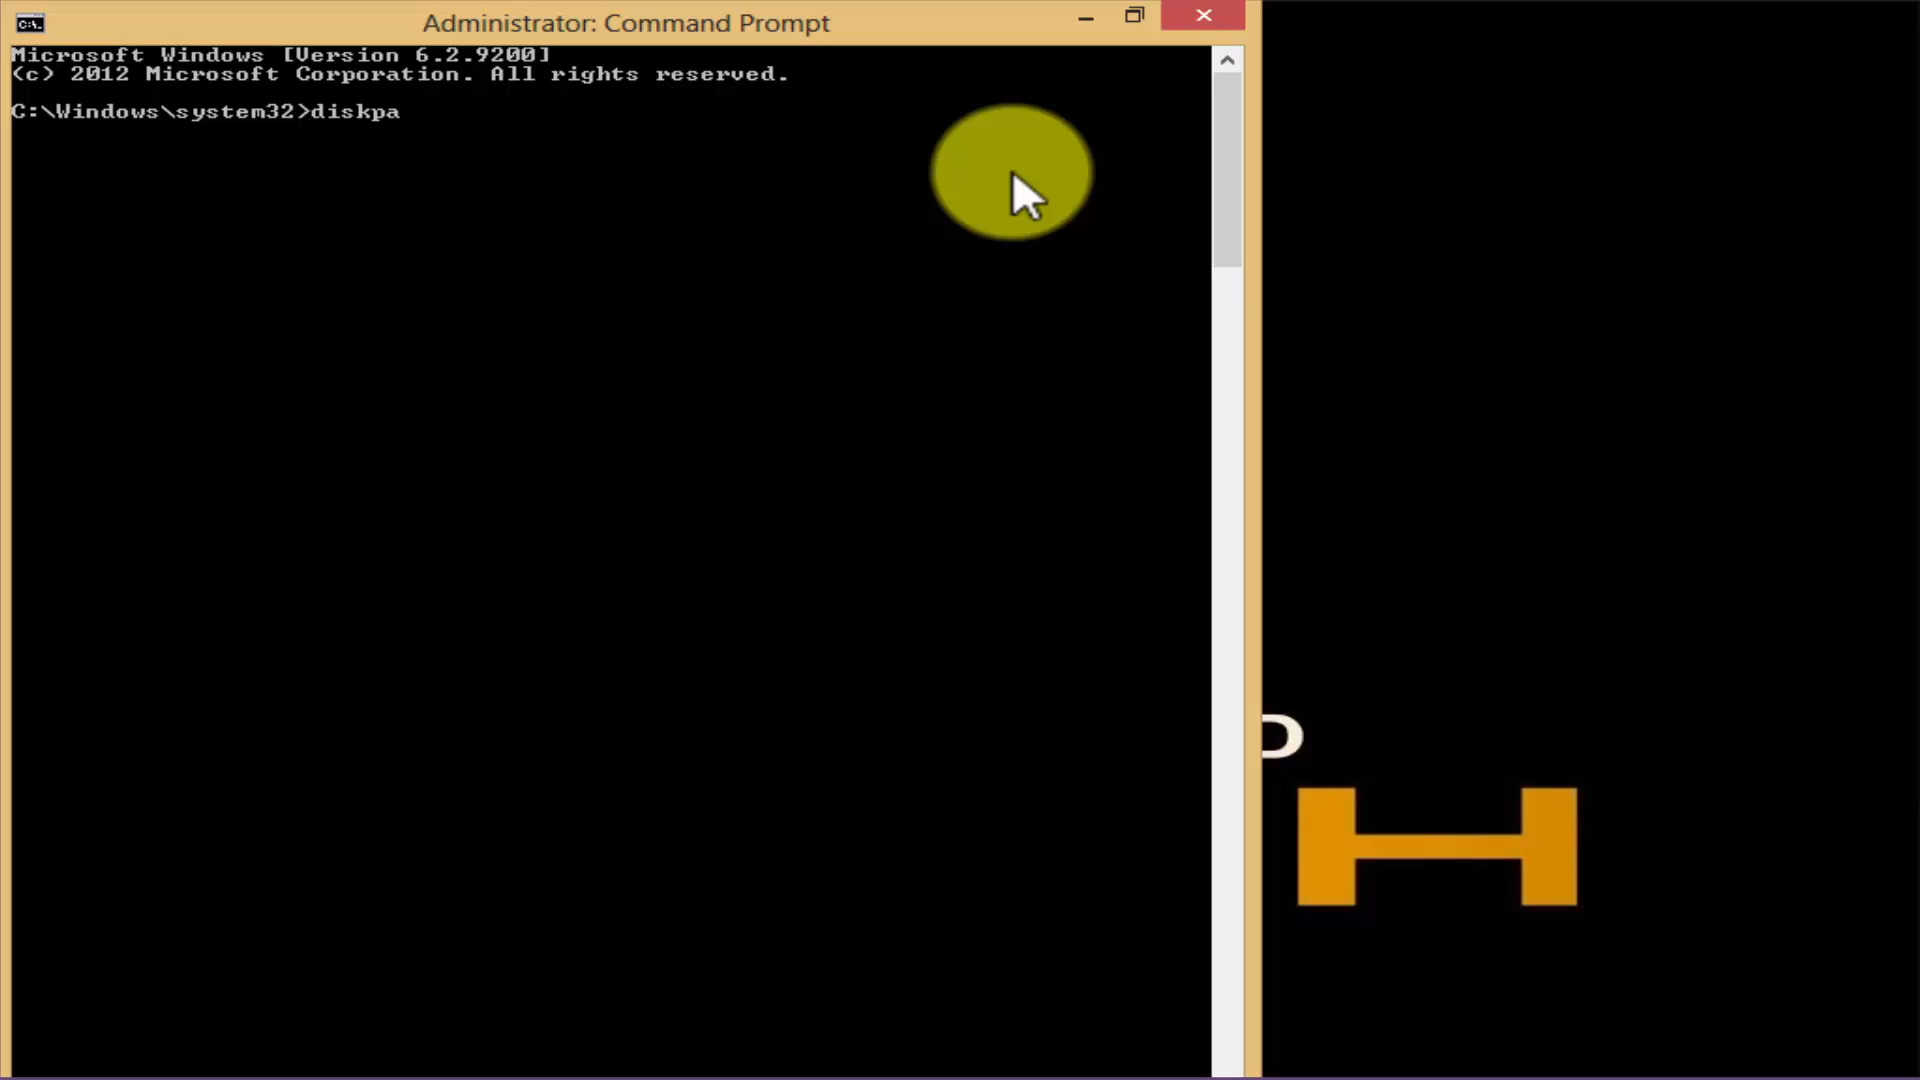 Administrator: Command Prompt
Microsoft Windows [Version 6.2.9200]
(c) 2012 Microsoft Corporation. All rights reserved.
C:\Windows\system32>diskpa